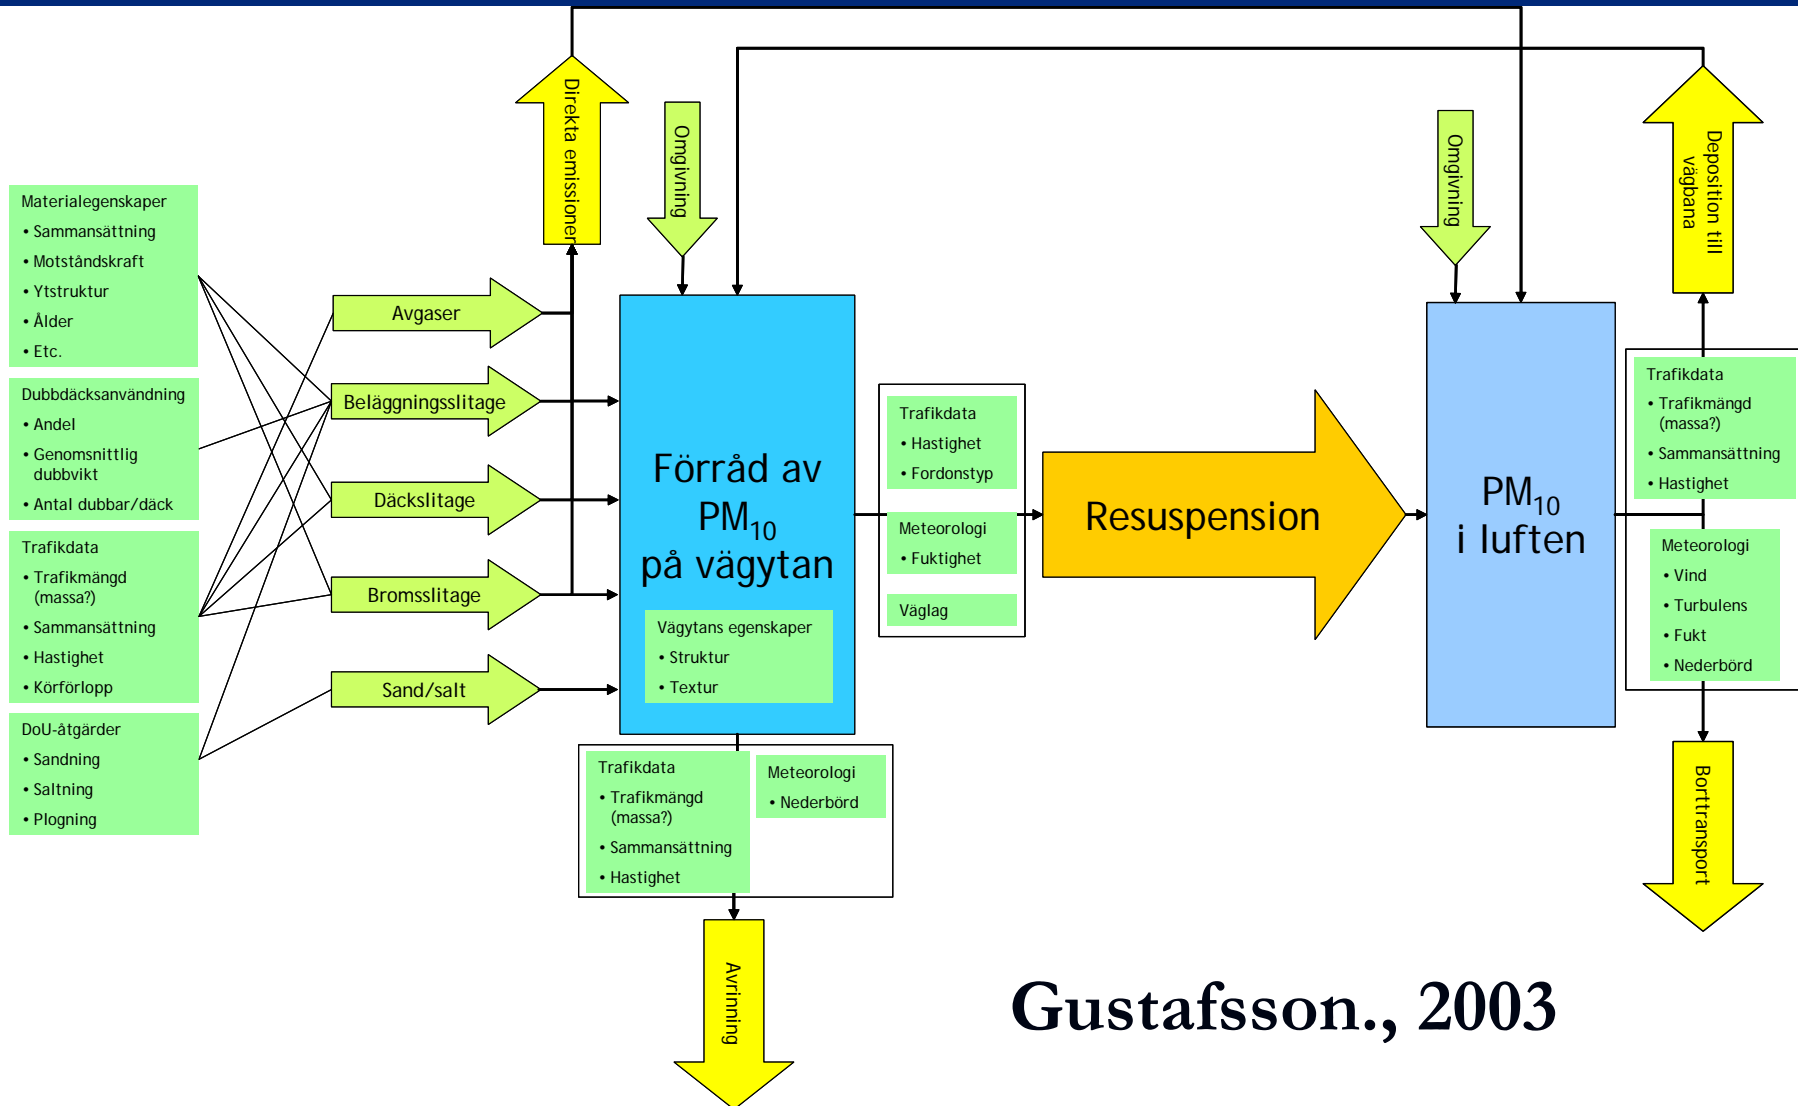 Direkta emissioner
Omgivning
Omgivning
Deposition till
vägbana
Materialegenskaper
• Sammansättning
• Motståndskraft
• Ytstruktur
• Ålder
• Etc.
Dubbdäcksanvändning
• Andel
• Genomsnittlig
dubbvikt
• Antal dubbar/däck
Trafikdata
• Trafikmängd
(massa?)
• Sammansättning
• Hastighet
• Körförlopp
DoU-åtgärder
• Sandning
• Saltning
• Plogning
Avgaser
Beläggningsslitage
Däckslitage
Bromsslitage
Sand/salt
Förråd av
PM10
på vägytan
Vägytans egenskaper
• Struktur
• Textur
Trafikdata
• Hastighet
• Fordonstyp
Meteorologi
• Fuktighet
Väglag
Resuspension
PM10
i luften
Trafikdata
• Trafikmängd
(massa?)
• Sammansättning
• Hastighet
Meteorologi
• Vind
• Turbulens
• Fukt
• Nederbörd
Trafikdata
• Trafikmängd
(massa?)
• Sammansättning
• Hastighet
Meteorologi
• Nederbörd
Borttransport
Avrinning
Gustafsson., 2003